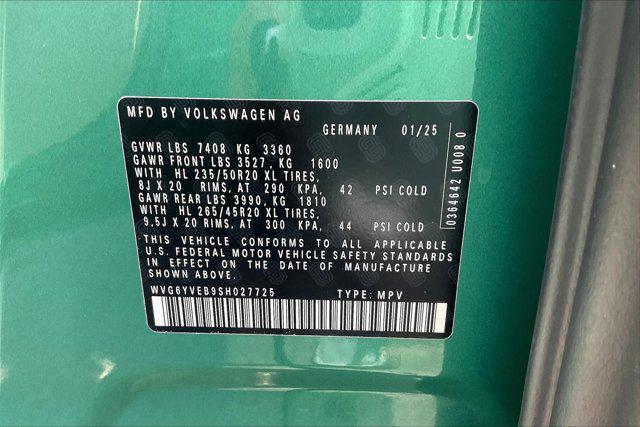 MFD BY VOLKSWAGEN AG
GERMANY 01/25
GVWR LBS 7408 KG 3360
GAWR FRONT LBS 3527, KG 1600
WITH HL 235/50R20 XL TIRES,
8J X 20 RIMS, AT 290 KPA, 42 PSI COLD
GAWR REAR LBS 3990, KG 1810
WITH HL 265/45R20 XL TIRES,
9,5J X 20 RIMS, AT 300 KPA, 44 PSI COLD
THIS VEHICLE CONFORMS TO ALL APPLICABLE
U.S. FEDERAL MOTOR VEHICLE SAFETY STANDARDS
IN EFFECT ON THE DATE OF MANUFACTURE
SHOWN ABOVE.
WVG6YVEB9SH027725 TYPE: MPV
0364642 U008 0